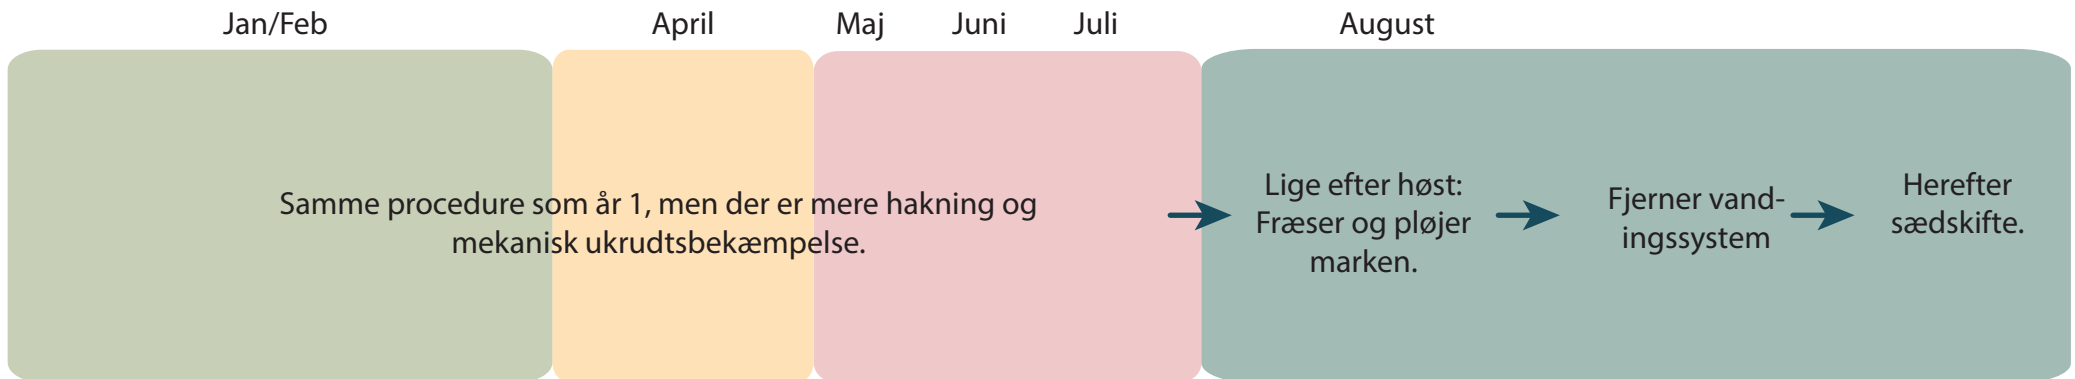 Jan/Feb
April
Maj
Juni
Juli
August
Samme procedure som år 1, men der er mere hakning og
mekanisk ukrudtsbekæmpelse.
Lige efter høst:
Fræser og pløjer
marken.
Fjerner vand-
ingssystem
Herefter
sædskifte.